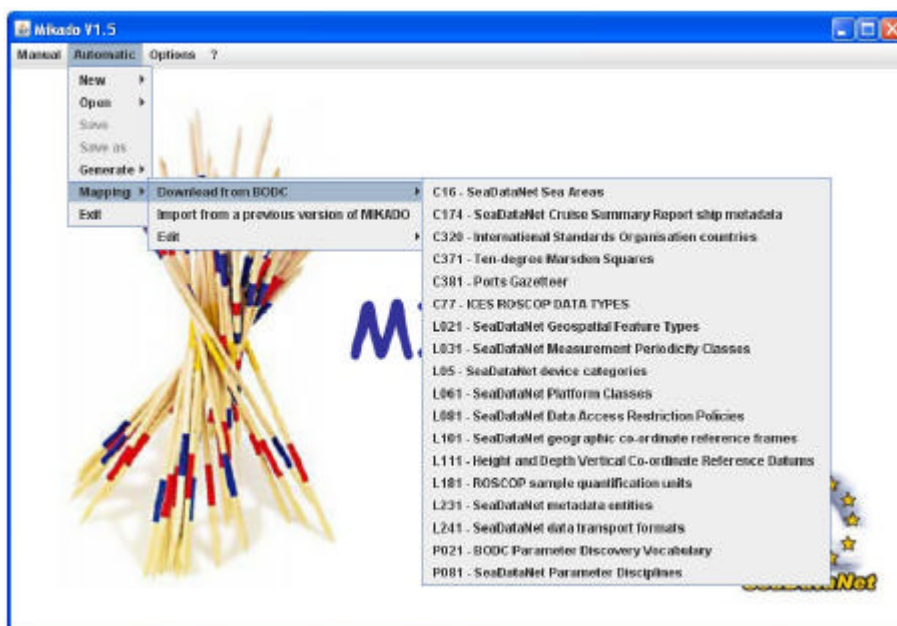 Mikado V1.5
Manual Automatic Options ?
New
Open
Save
Save as
Generate
Mapping
Exit
Download from BODC
Import from a previous version of MIKADO
Edit
C16 - SeaDataNet Sea Areas
C174 - SeaDataNet Cruise Summary Report ship metadata
C320 - International Standards Organisation countries
C371 - Ten-degree Marsden Squares
C381 - Ports Gazetteer
C77 - ICES ROSCOP DATA TYPES
L021 - SeaDataNet Geospatial Feature Types
L031 - SeaDataNet Measurement Periodicity Classes
L05 - SeaDataNet device categories
L061 - SeaDataNet Platform Classes
L081 - SeaDataNet Data Access Restriction Policies
L101 - SeaDataNet geographic co-ordinate reference frames
L111 - Height and Depth Vertical Co-ordinate Reference Datums
L181 - ROSCOP sample quantification units
L231 - SeaDataNet metadata entities
L241 - SeaDataNet data transport formats
P021 - BODC Parameter Discovery Vocabulary
P081 - SeaDataNet Parameter Disciplines
SeaDataNet